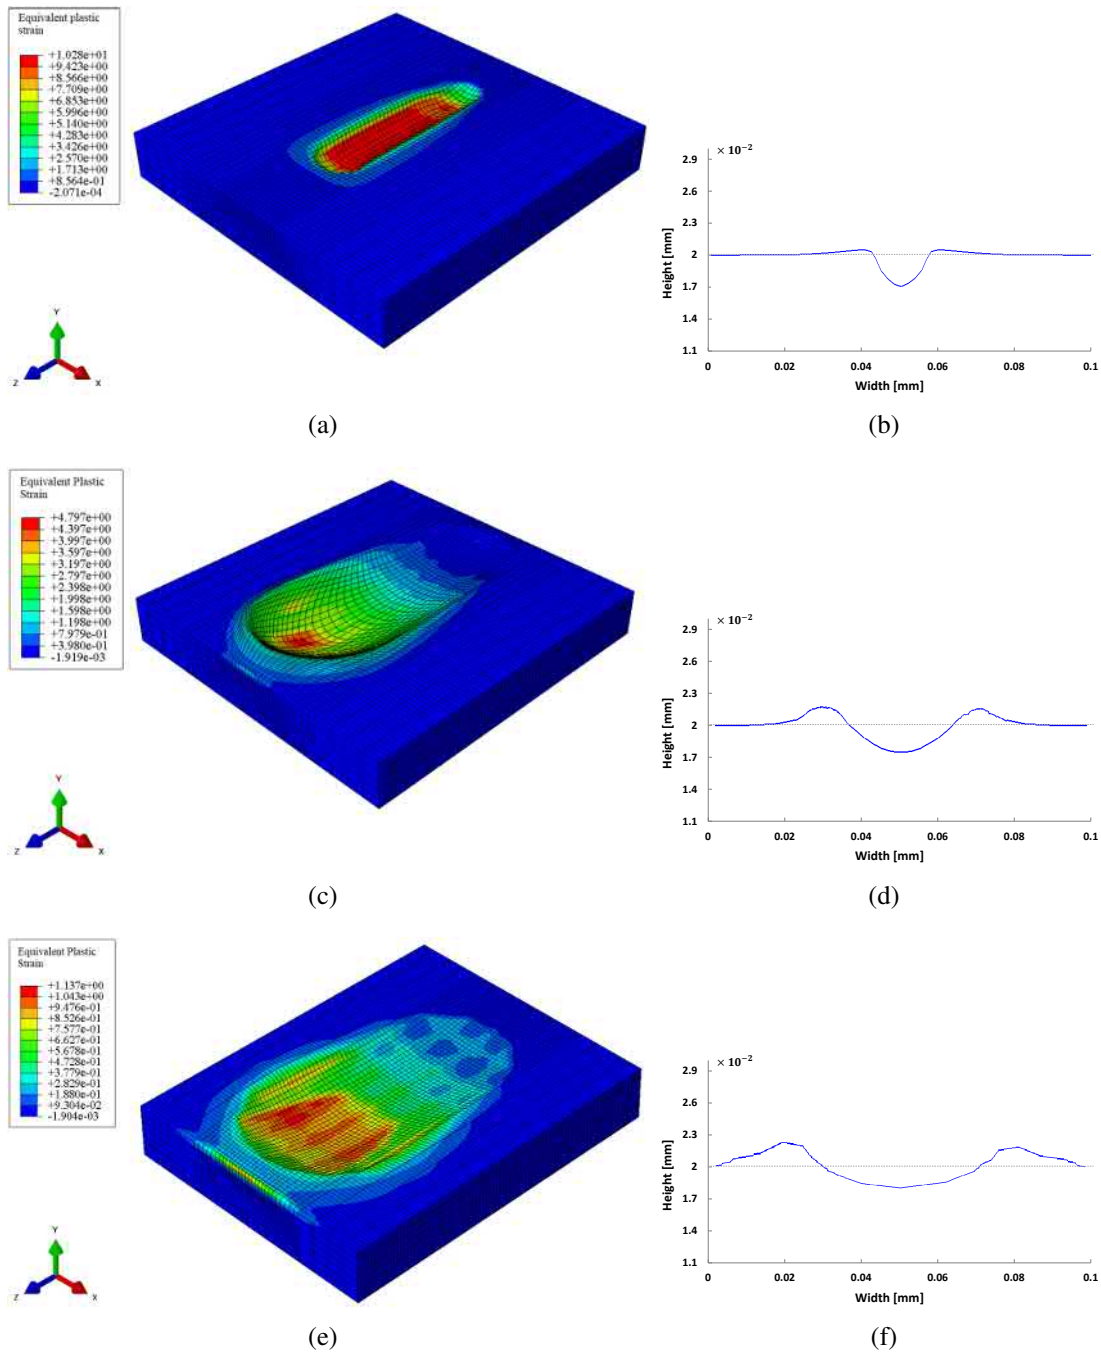 Equivalent plastic
strain
+1.028e+01
+9.423e+00
+8.566e+00
+7.709e+00
+6.853e+00
+5.996e+00
+5.140e+00
+4.283e+00
+3.426e+00
+2.570e+00
+1.713e+00
+8.564e-01
-2.071e-04
Y
Z
X
(a)
× 10⁻²
2.9
2.6
2.3
2
1.7
1.4
1.1
Height [mm]
0
0.02
0.04
0.06
0.08
0.1
Width [mm]
(b)
Equivalent Plastic
Strain
+4.797e+00
+4.397e+00
+3.997e+00
+3.597e+00
+3.197e+00
+2.797e+00
+2.398e+00
+1.998e+00
+1.598e+00
+1.198e+00
+7.979e-01
+3.980e-01
-1.919e-03
Y
Z
X
(c)
× 10⁻²
2.9
2.6
2.3
2
1.7
1.4
1.1
Height [mm]
0
0.02
0.04
0.06
0.08
0.1
Width [mm]
(d)
Equivalent Plastic
Strain
+1.137e+00
+1.043e+00
+9.476e-01
+8.526e-01
+7.577e-01
+6.627e-01
+5.678e-01
+4.728e-01
+3.779e-01
+2.829e-01
+1.880e-01
+9.304e-02
-1.904e-03
Y
Z
X
(e)
× 10⁻²
2.9
2.6
2.3
2
1.7
1.4
1.1
Height [mm]
0
0.02
0.04
0.06
0.08
0.1
Width [mm]
(f)